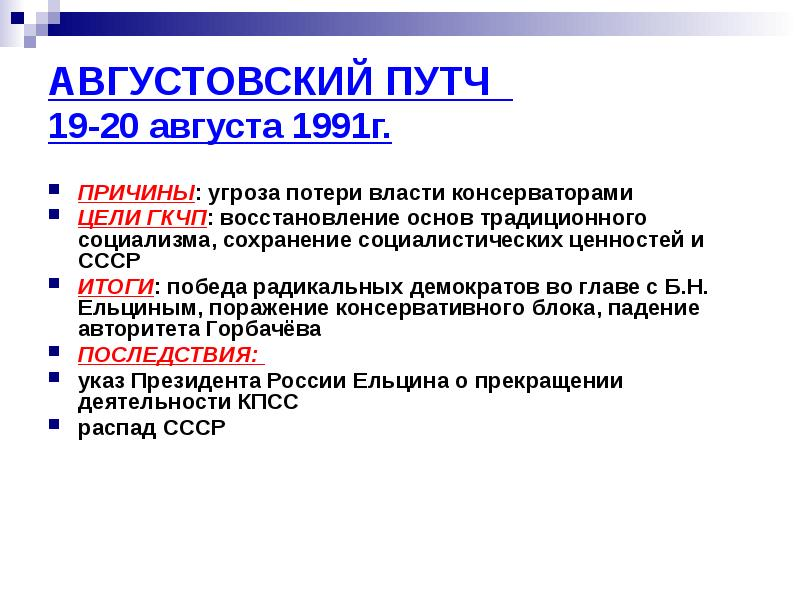 АВГУСТОВСКИЙ ПУТЧ
19-20 августа 1991г.
ПРИЧИНЫ: угроза потери власти консерваторами
ЦЕЛИ ГКЧП: восстановление основ традиционного
социализма, сохранение социалистических ценностей и
СССР
ИТОГИ: победа радикальных демократов во главе с Б.Н.
Ельциным, поражение консервативного блока, падение
авторитета Горбачёва
ПОСЛЕДСТВИЯ:
указ Президента России Ельцина о прекращении
деятельности КПСС
распад СССР